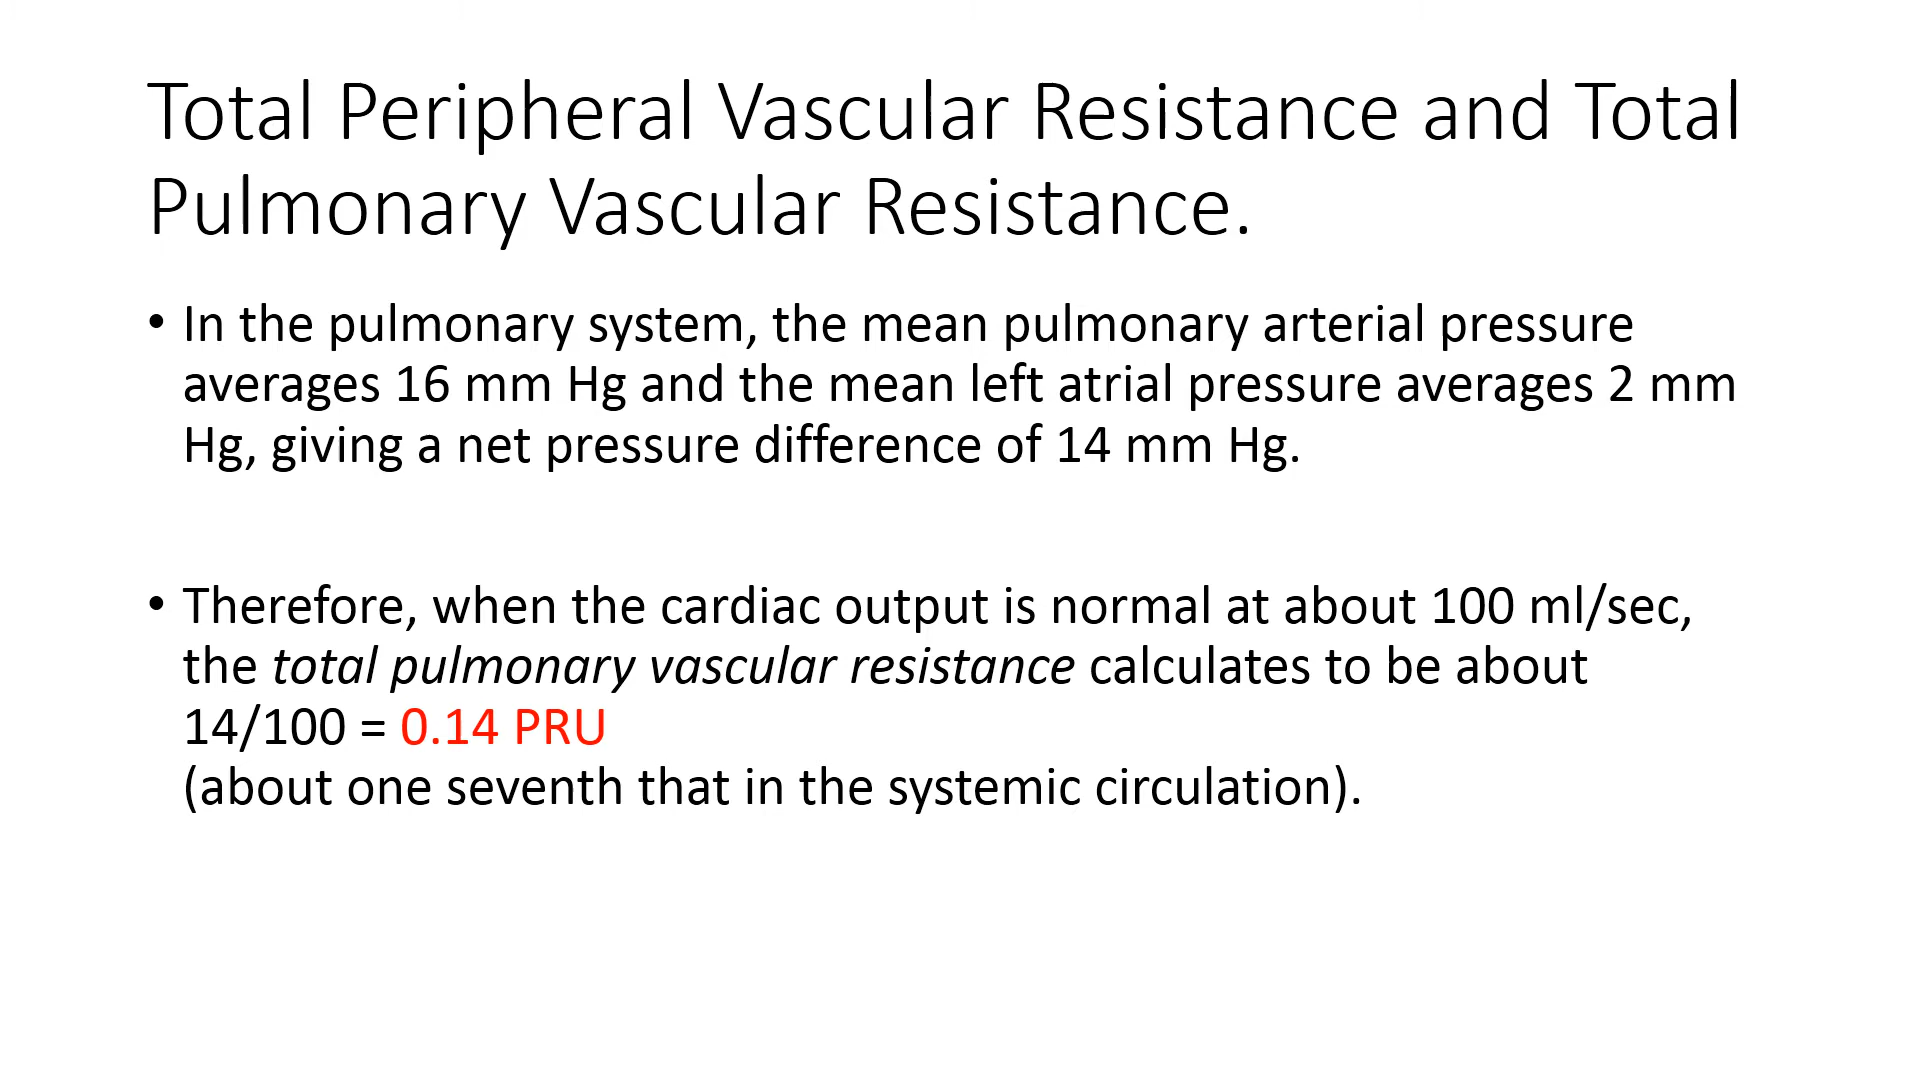 Total Peripheral Vascular Resistance and Total
Pulmonary Vascular Resistance.
• In the pulmonary system, the mean pulmonary arterial pressure
averages 16 mm Hg and the mean left atrial pressure averages 2 mm
Hg, giving a net pressure difference of 14 mm Hg.
• Therefore, when the cardiac output is normal at about 100 ml/sec,
the total pulmonary vascular resistance calculates to be about
14/100 = 0.14 PRU
(about one seventh that in the systemic circulation).